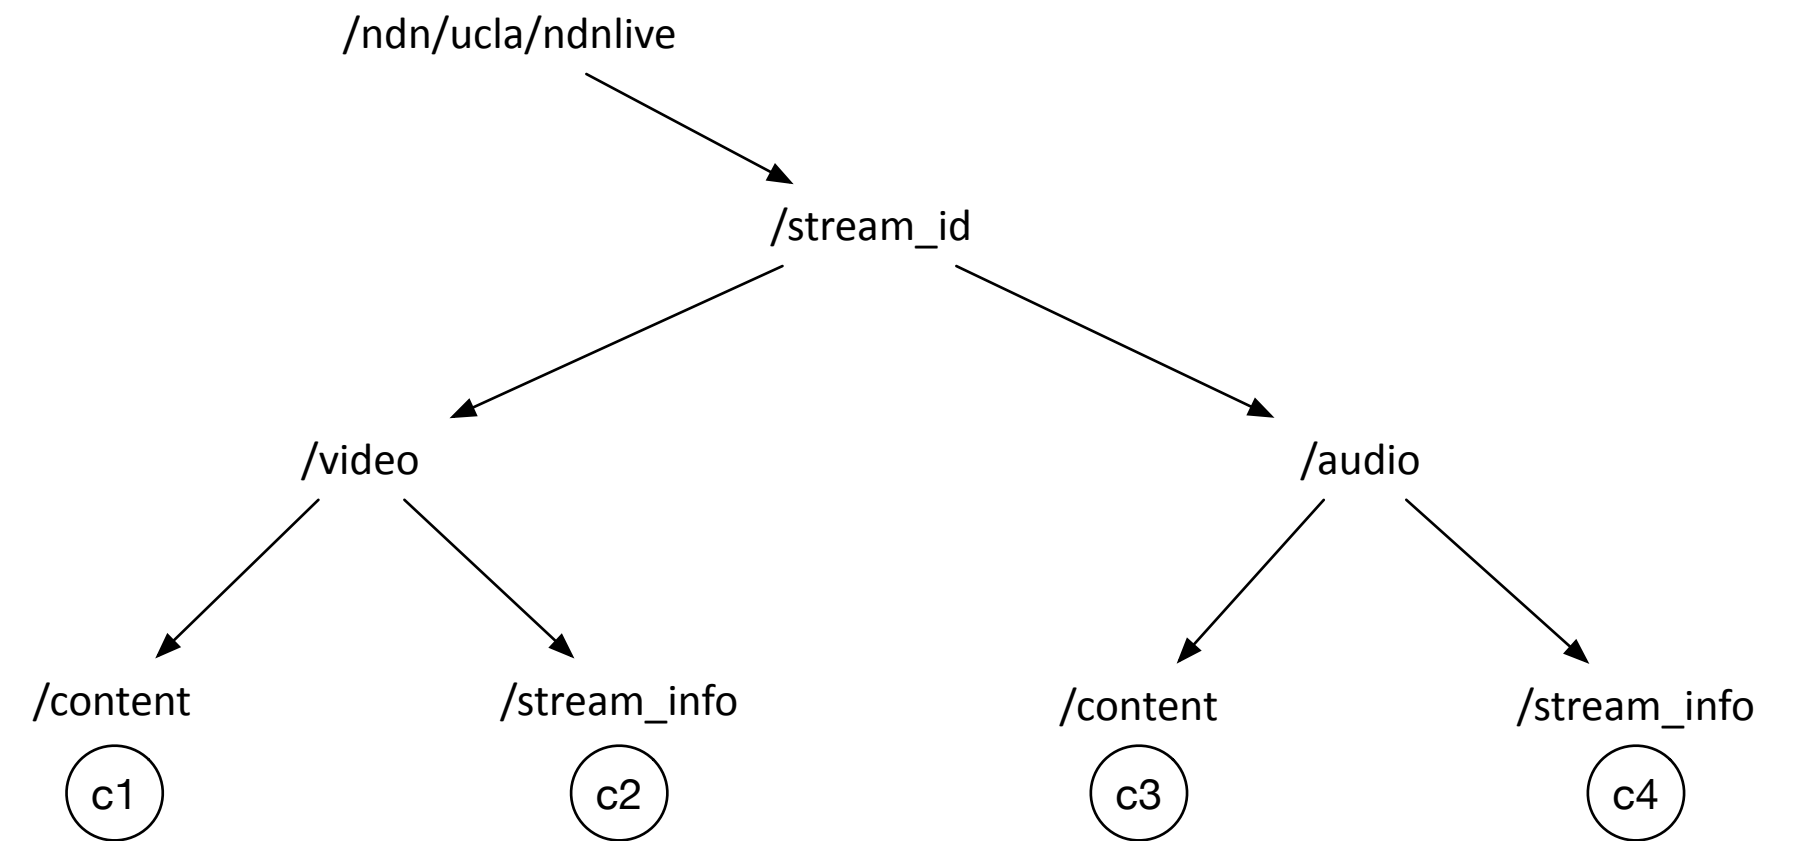 /ndn/ucla/ndnlive
/stream_id
/video
/audio
/content
/stream_info
/content
/stream_info
c1
c2
c3
c4